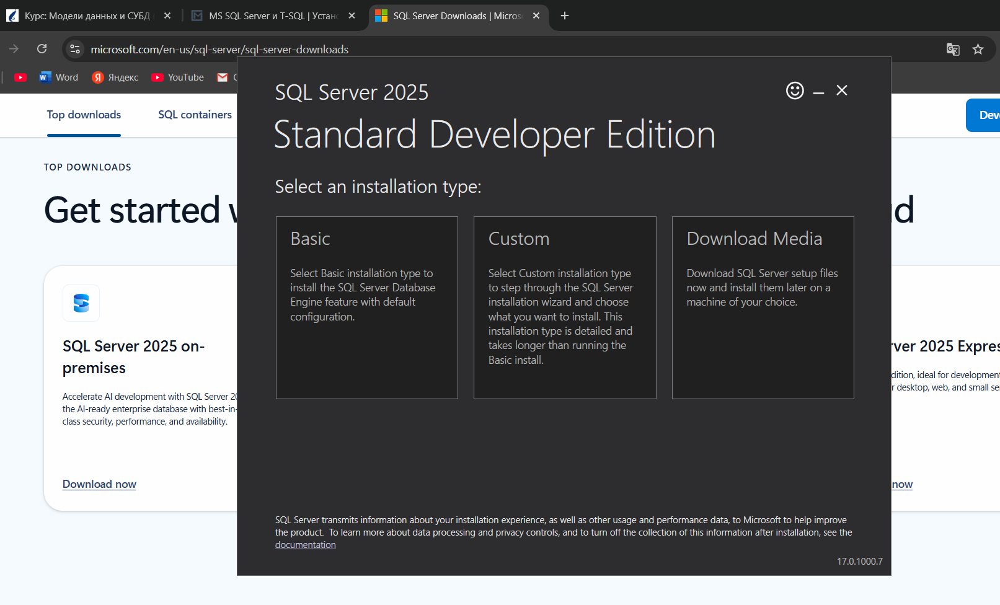 Курс: Модели данных и СУБД
MS SQL Server и T-SQL | Устано
SQL Server Downloads | Microso
microsoft.com/en-us/sql-server/sql-server-downloads
Word
Яндекс
YouTube
Top downloads
SQL containers
Dev
TOP DOWNLOADS
Get started
d
SQL Server 2025 on-
premises
Accelerate AI development with SQL Server 20
the AI-ready enterprise database with best-in-
class security, performance, and availability.
Download now
SQL Server 2025
Standard Developer Edition
Select an installation type:
Basic
Select Basic installation type to
install the SQL Server Database
Engine feature with default
configuration.
Custom
Select Custom installation type
to step through the SQL Server
installation wizard and choose
what you want to install. This
installation type is detailed and
takes longer than running the
Basic install.
Download Media
Download SQL Server setup files
now and install them later on a
machine of your choice.
SQL Server transmits information about your installation experience, as well as other usage and performance data, to Microsoft to help improve
the product. To learn more about data processing and privacy controls, and to turn off the collection of this information after installation, see the
documentation
17.0.1000.7
rver 2025 Expres
dition, ideal for development
r desktop, web, and small se
now